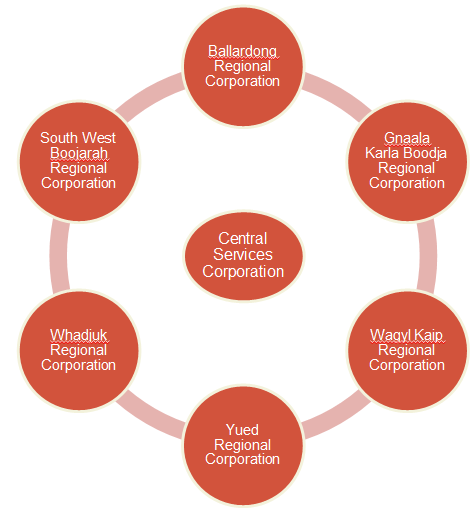 Ballardong
Regional
Corporation
Gnaala
Karla Boodja
Regional
Corporation
Wagyl Kaip
Regional
Corporation
Yued
Regional
Corporation
Whadjuk
Regional
Corporation
South West
Boojarah
Regional
Corporation
Central
Services
Corporation